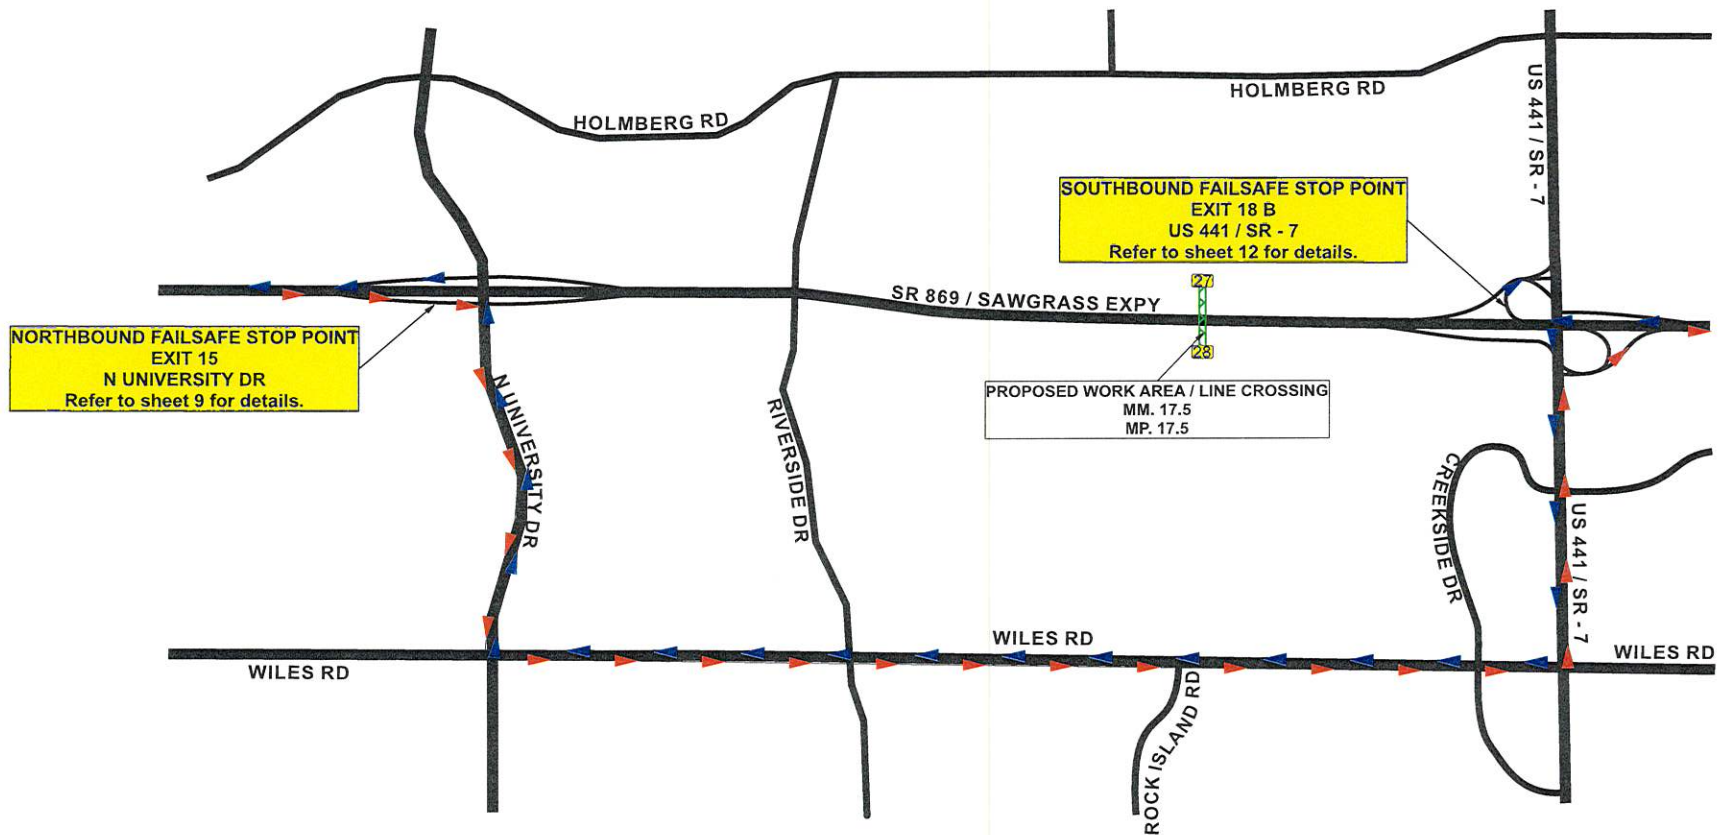 HOLMBERG RD
HOLMBERG RD
US 441 / SR - 7
SOUTHBOUND FAILSAFE STOP POINT
EXIT 18 B
US 441 / SR - 7
Refer to sheet 12 for details.
27
SR 869 / SAWGRASS EXPY
28
NORTHBOUND FAILSAFE STOP POINT
EXIT 15
N UNIVERSITY DR
Refer to sheet 9 for details.
PROPOSED WORK AREA / LINE CROSSING
MM. 17.5
MP. 17.5
N UNIVERSITY DR
RIVERSIDE DR
CREEKSIDE DR
US 441 / SR - 7
WILES RD
WILES RD
WILES RD
ROCK ISLAND RD